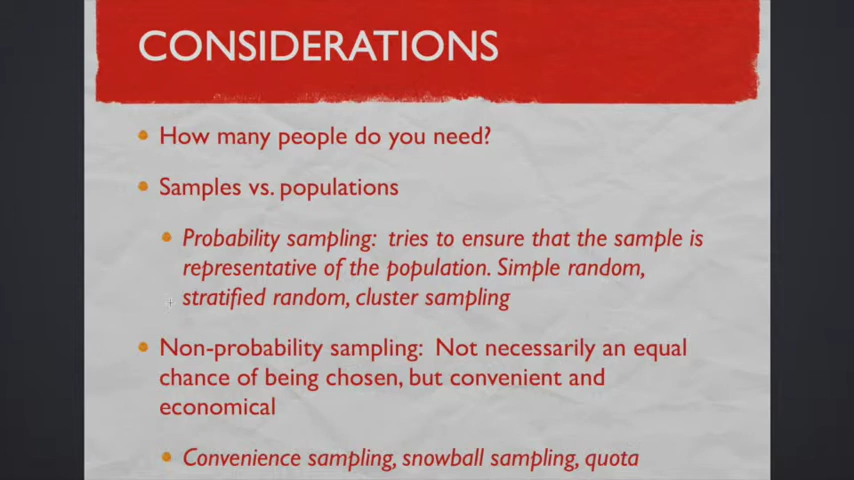 CONSIDERATIONS
How many people do you need?
Samples vs. populations
Probability sampling: tries to ensure that the sample is
representative of the population. Simple random,
stratified random, cluster sampling
Non-probability sampling: Not necessarily an equal
chance of being chosen, but convenient and
economical
Convenience sampling, snowball sampling, quota